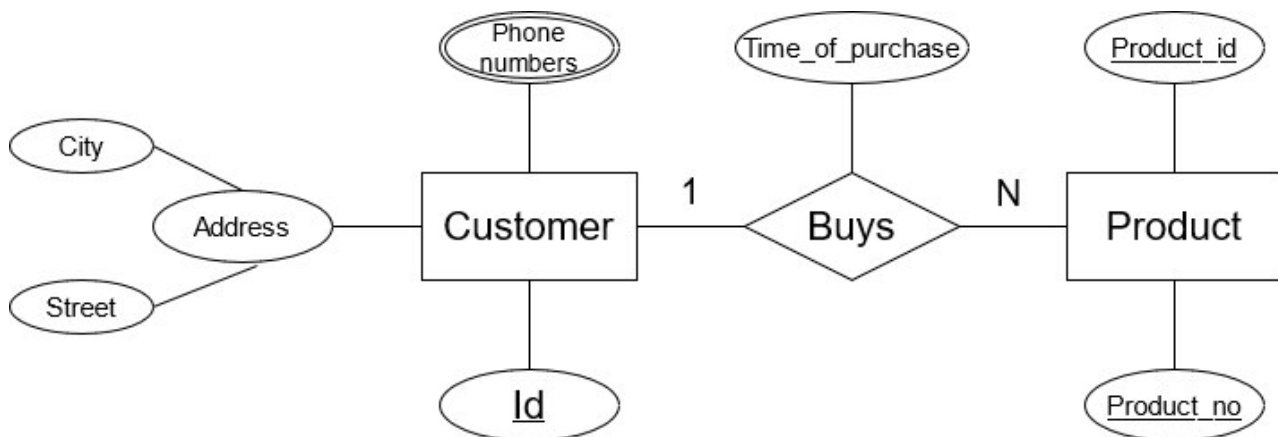 Phone
numbers
Time_of_purchase
Product_id
City
Address
Customer
1
Buys
N
Product
Street
Id
Product_no